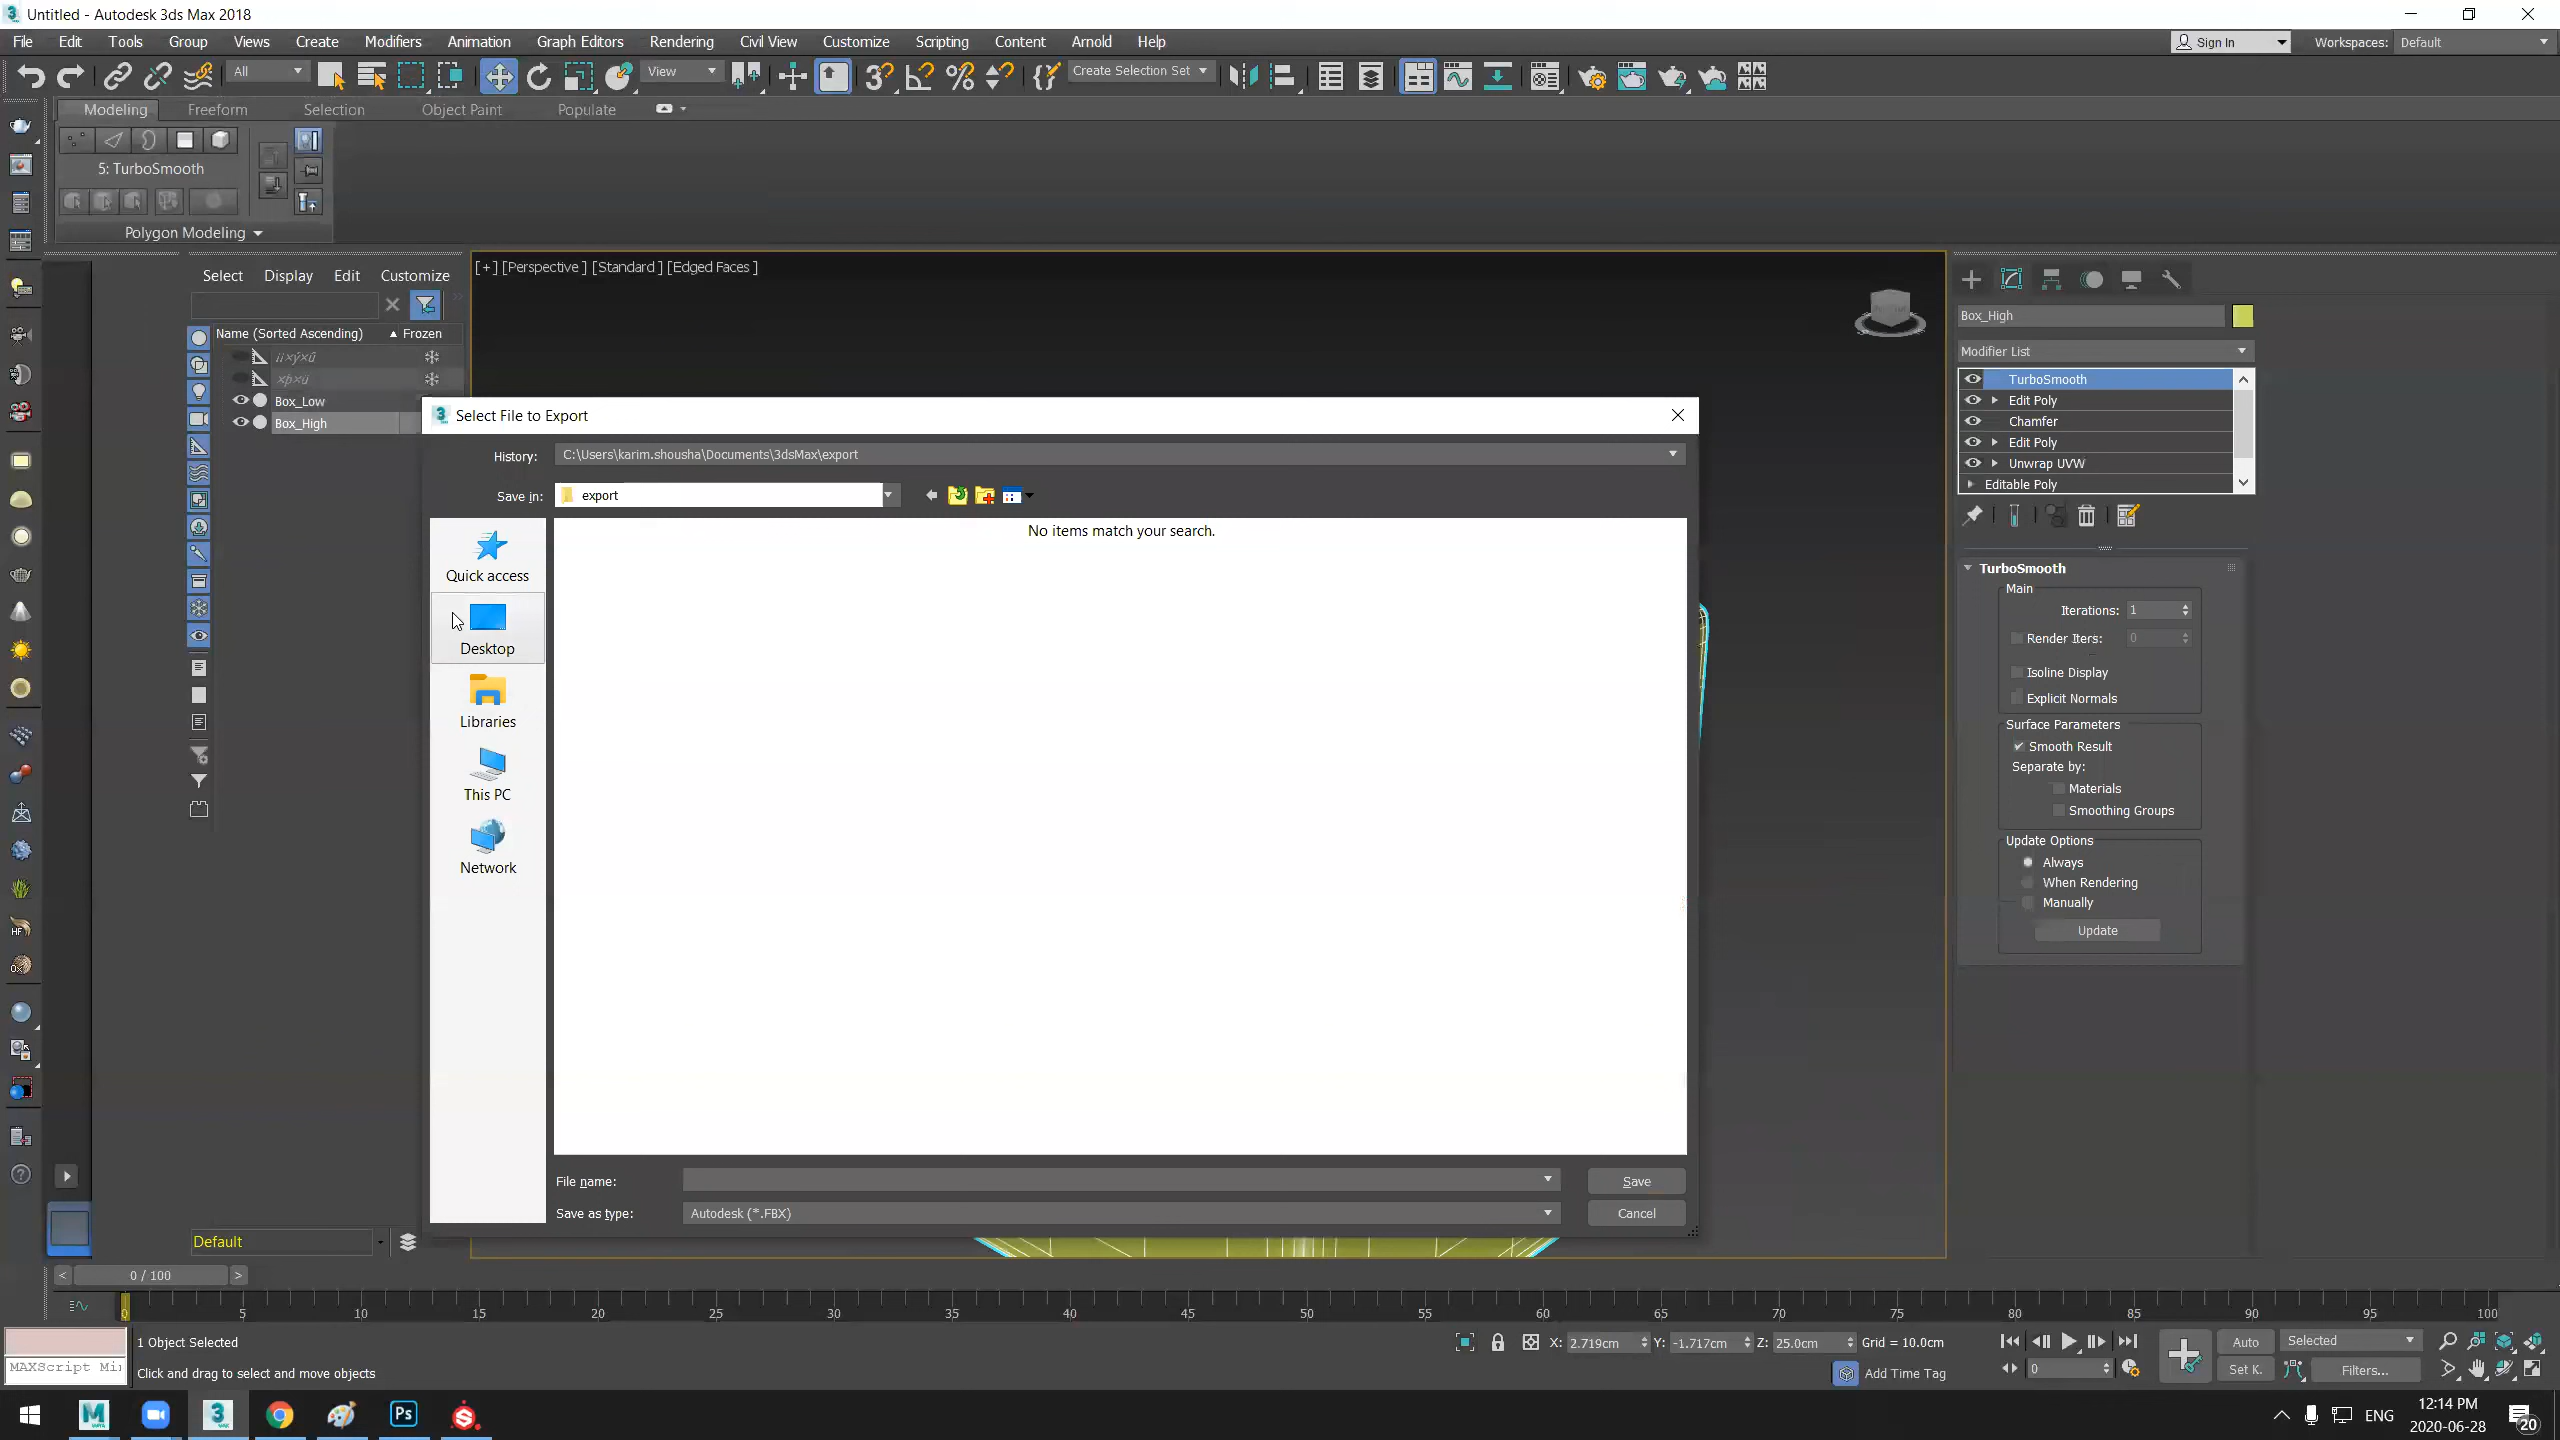 Untitled - Autodesk 3ds Max 2018
File Edit Tools Group Views Create Modifiers Animation Graph Editors Rendering Civil View Customize Scripting Content Arnold Help
Sign In
Workspaces: Default
All
View
Create Selection Set
Modeling Freeform Selection Object Paint Populate
5: TurboSmooth
Polygon Modeling
Select Display Edit Customize
[+] [Perspective ] [Standard ] [Edged Faces ]
Name (Sorted Ascending) Frozen
Box_Low
Box_High
Select File to Export
History: C:\Users\karim.shousha\Documents\3dsMax\export
Save in: export
No items match your search.
Quick access
Desktop
Libraries
This PC
Network
File name:
Save
Save as type: Autodesk (*.FBX)
Cancel
Box_High
Modifier List
TurboSmooth
Edit Poly
Chamfer
Edit Poly
Unwrap UVW
Editable Poly
TurboSmooth
Main
Iterations: 1
Render Iters: 0
Isoline Display
Explicit Normals
Surface Parameters
Smooth Result
Separate by:
Materials
Smoothing Groups
Update Options
Always
When Rendering
Manually
Update
Default
< 0 / 100 >
0 5 10 15 20 25 30 35 40 45 50 55 60 65 70 75 80 85 90 95 100
1 Object Selected
X: 2.719cm Y: -1.717cm Z: 25.0cm Grid = 10.0cm
Auto Selected
MAXScript Mi
Click and drag to select and move objects
Add Time Tag
0
Set K. Filters...
ENG
12:14 PM
2020-06-28
20